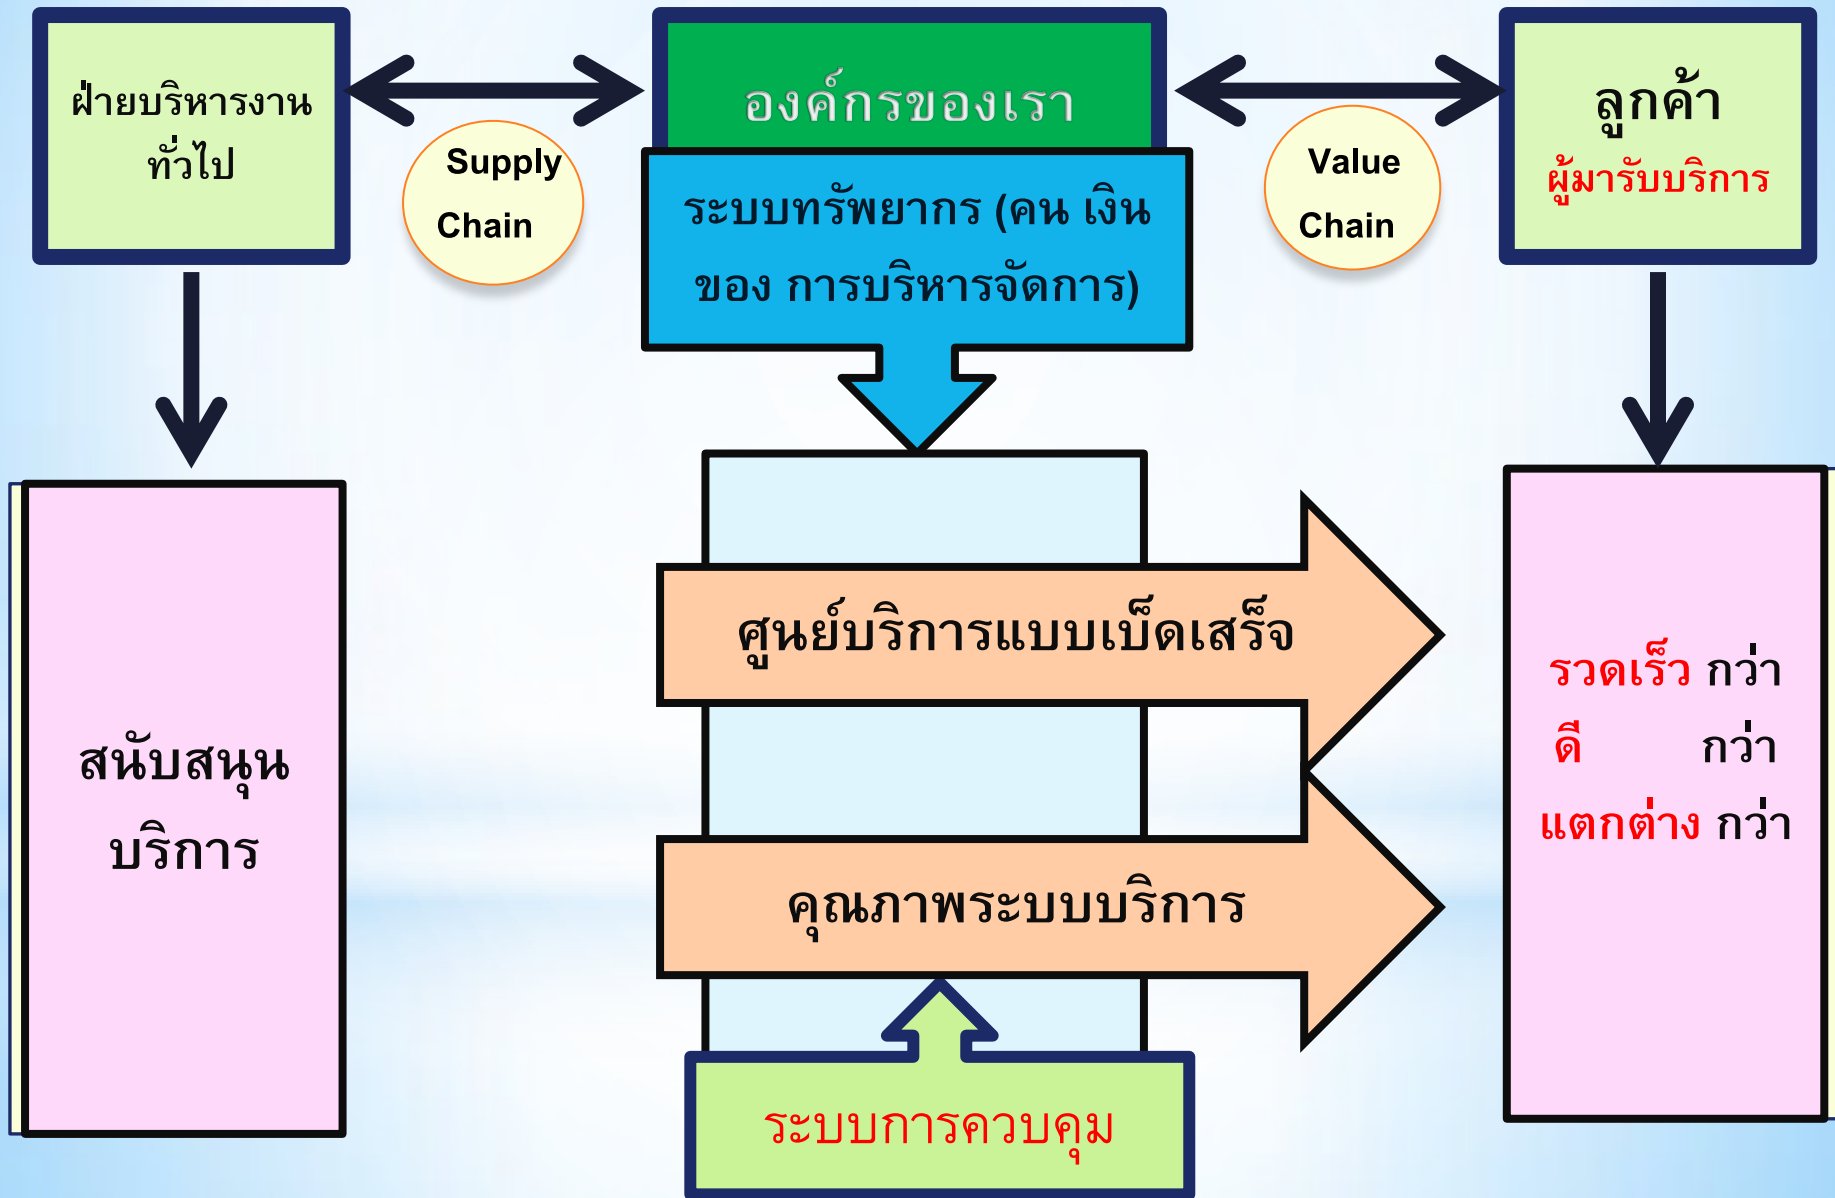 ฝ่ายบริหารงาน
ทั่วไป
Supply
Chain
องค์กรของเรา
ระบบทรัพยากร (คน เงิน
ของ การบริหารจัดการ)
Value
Chain
ลูกค้า
ผู้มารับบริการ
สนับสนุน
บริการ
ศูนย์บริการแบบเบ็ดเสร็จ
คุณภาพระบบบริการ
ระบบการควบคุม
รวดเร็ว กว่า
ดี กว่า
แตกต่าง กว่า